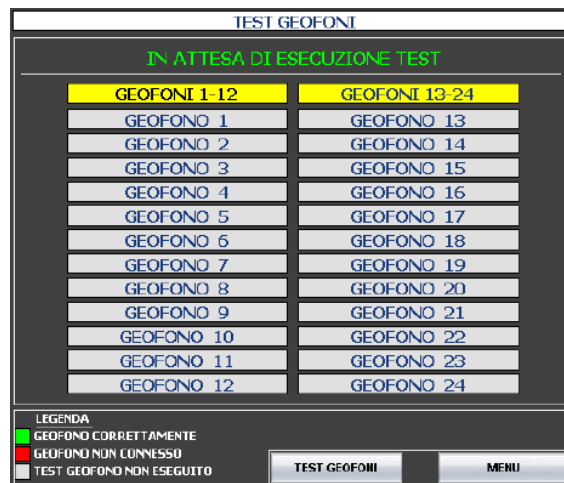 TEST GEOFONI
IN ATTESA DI ESECUZIONE TEST
GEOFONI 1-12 GEOFONI 13-24
GEOFONO 1 GEOFONO 13
GEOFONO 2 GEOFONO 14
GEOFONO 3 GEOFONO 15
GEOFONO 4 GEOFONO 16
GEOFONO 5 GEOFONO 17
GEOFONO 6 GEOFONO 18
GEOFONO 7 GEOFONO 19
GEOFONO 8 GEOFONO 20
GEOFONO 9 GEOFONO 21
GEOFONO 10 GEOFONO 22
GEOFONO 11 GEOFONO 23
GEOFONO 12 GEOFONO 24
LEGENDA
GEOFONO CORRETTAMENTE
GEOFONO NON CONNESSO
TEST GEOFONO NON ESEGUITO
TEST GEOFONI MENU